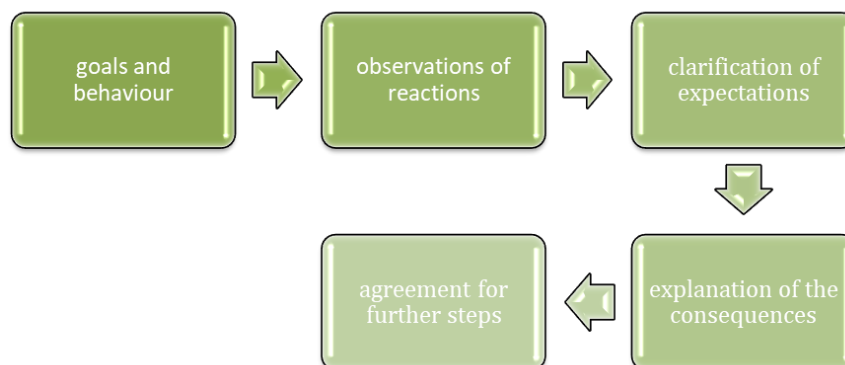 goals and
behaviour
observations of
reactions
clarification of
expectations
explanation of the
consequences
agreement for
further steps